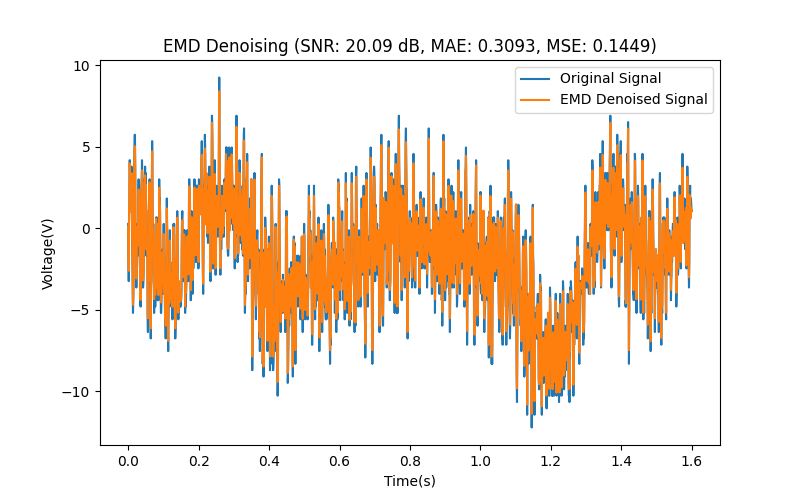 EMD Denoising (SNR: 20.09 dB, MAE: 0.3093, MSE: 0.1449)
Original Signal
EMD Denoised Signal
10
5
0
−5
−10
Voltage(V)
0.0 0.2 0.4 0.6 0.8 1.0 1.2 1.4 1.6
Time(s)